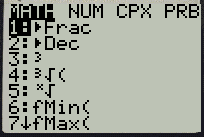 MATH NUM CPX PRB
1:▶Frac
2:▶Dec
3:³
4:³√(
5:ˣ√
6:fMin(
7↓fMax(